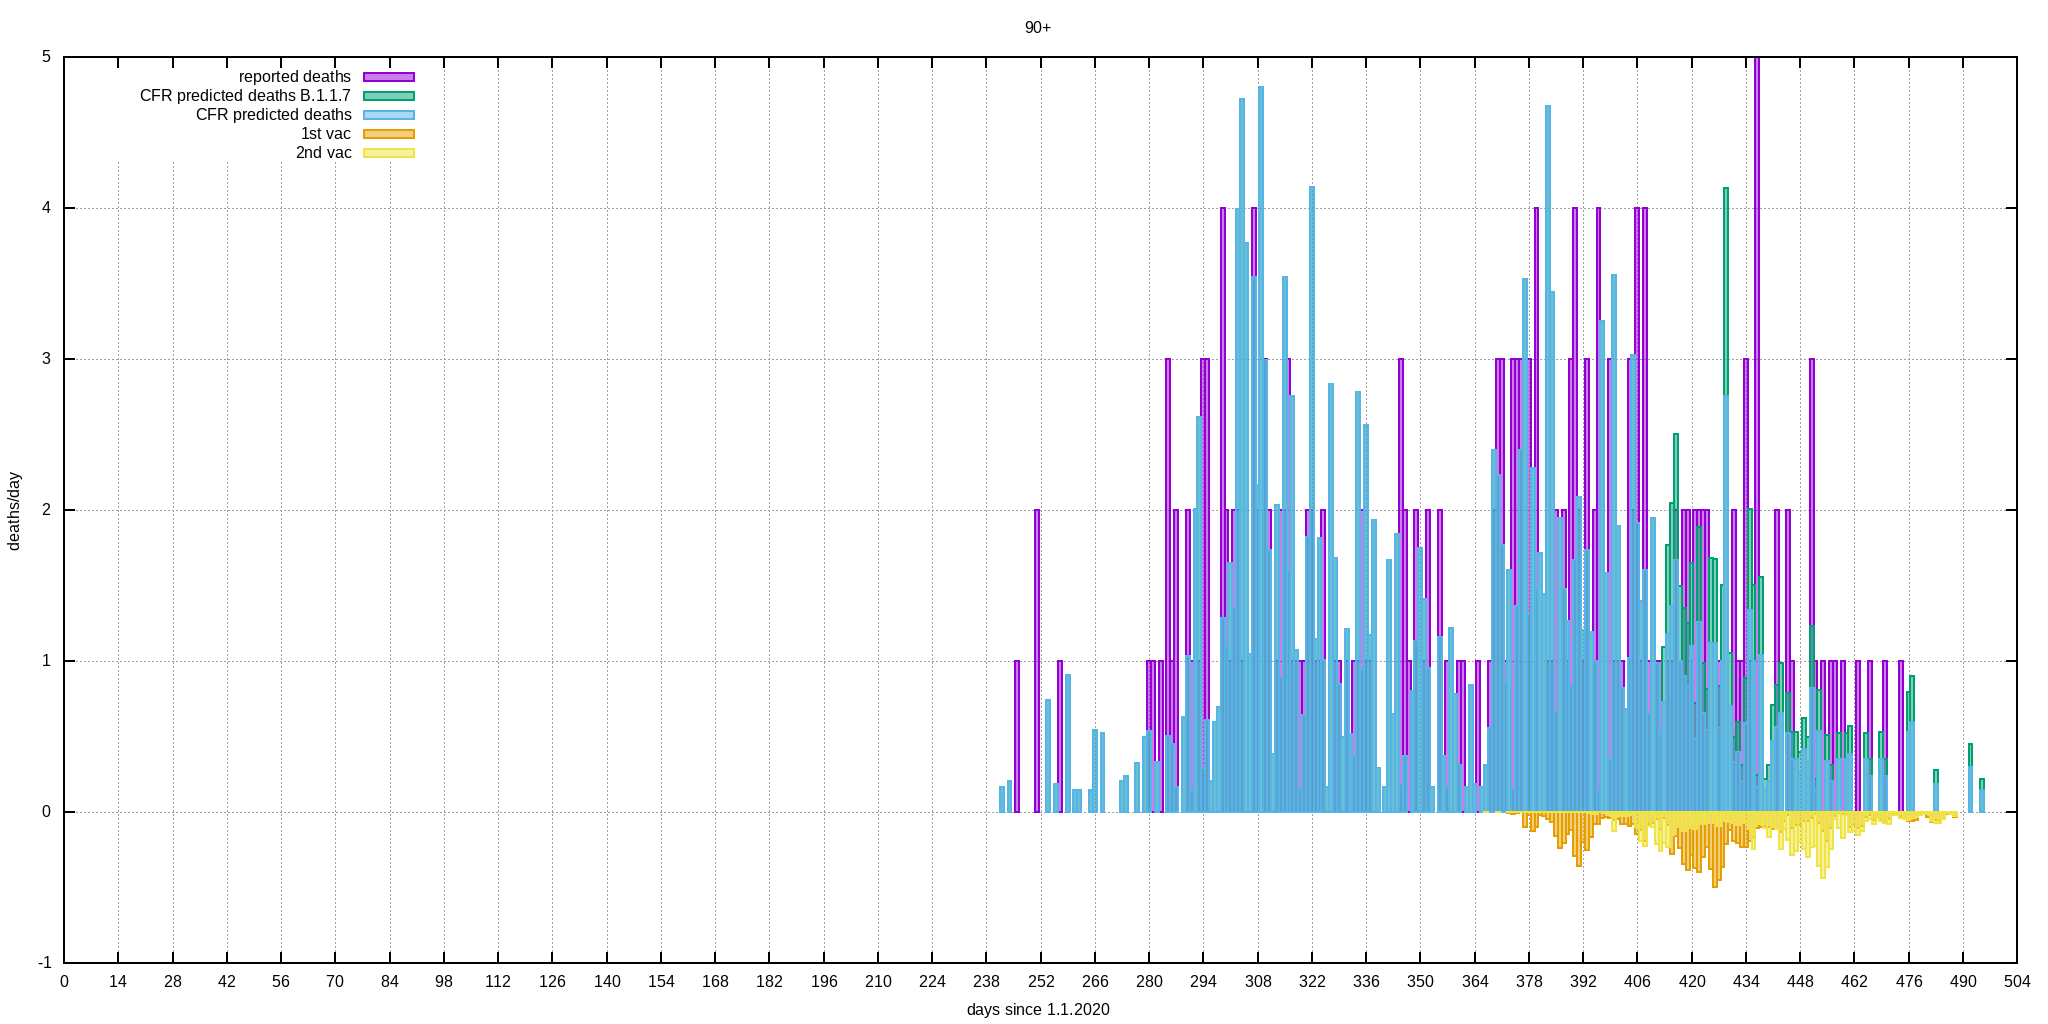 90+
reported deaths
CFR predicted deaths B.1.1.7
CFR predicted deaths
1st vac
2nd vac
5
4
3
2
1
0
-1
deaths/day
0 14 28 42 56 70 84 98 112 126 140 154 168 182 196 210 224 238 252 266 280 294 308 322 336 350 364 378 392 406 420 434 448 462 476 490 504
days since 1.1.2020